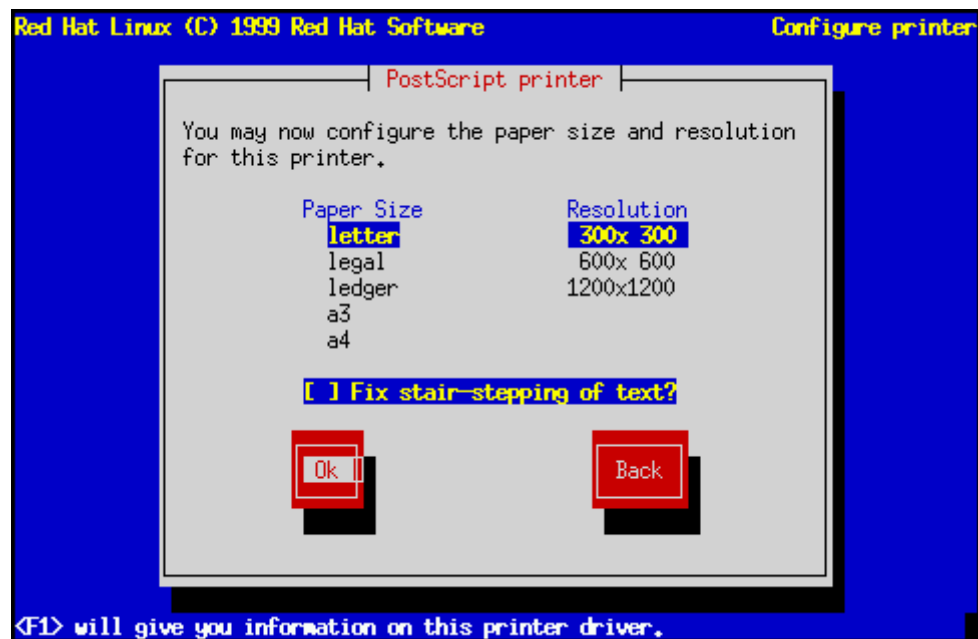 Red Hat Linux (C) 1999 Red Hat Software Configure printer
PostScript printer
You may now configure the paper size and resolution
for this printer.
Paper Size Resolution
letter 300x 300
legal 600x 600
ledger 1200x1200
a3
a4
[ ] Fix stair-stepping of text?
Ok Back
<F1> will give you information on this printer driver.